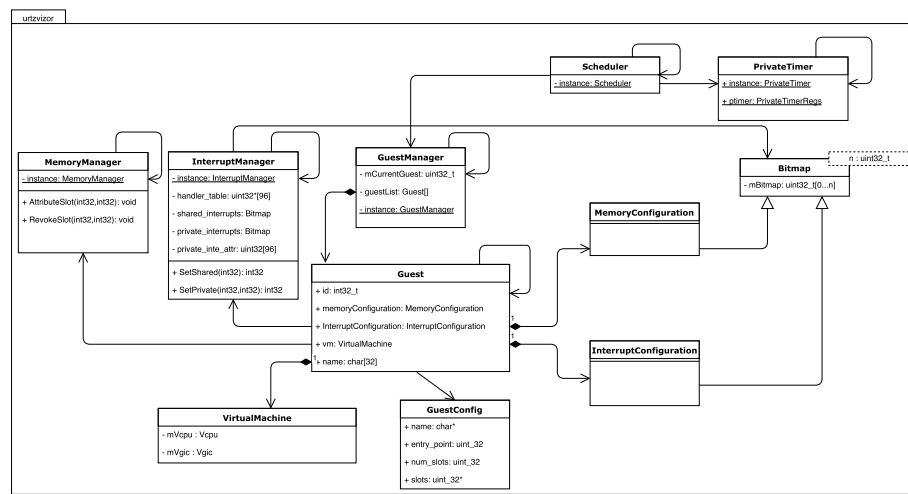 urtzvizor
Scheduler
- instance: Scheduler
PrivateTimer
+ instance: PrivateTimer
+ ptimer: PrivateTimerRegs
MemoryManager
- instance: MemoryManager
+ AttributeSlot(int32,int32): void
+ RevokeSlot(int32,int32): void
InterruptManager
- instance: InterruptManager
- handler_table: uint32*[96]
- shared_interrupts: Bitmap
- private_interrupts: Bitmap
- private_inte_attr: uint32[96]
+ SetShared(int32): int32
+ SetPrivate(int32,int32): int32
GuestManager
- mCurrentGuest: uint32_t
- guestList: Guest[]
- instance: GuestManager
n : uint32_t
Bitmap
- mBitmap: uint32_t[0...n]
MemoryConfiguration
Guest
+ id: int32_t
+ memoryConfiguration: MemoryConfiguration
+ InterruptConfiguration: InterruptConfiguration
+ vm: VirtualMachine
+ name: char[32]
1
1
1
InterruptConfiguration
VirtualMachine
- mVcpu : Vcpu
- mVgic : Vgic
GuestConfig
+ name: char*
+ entry_point: uint_32
+ num_slots: uint_32
+ slots: uint_32*